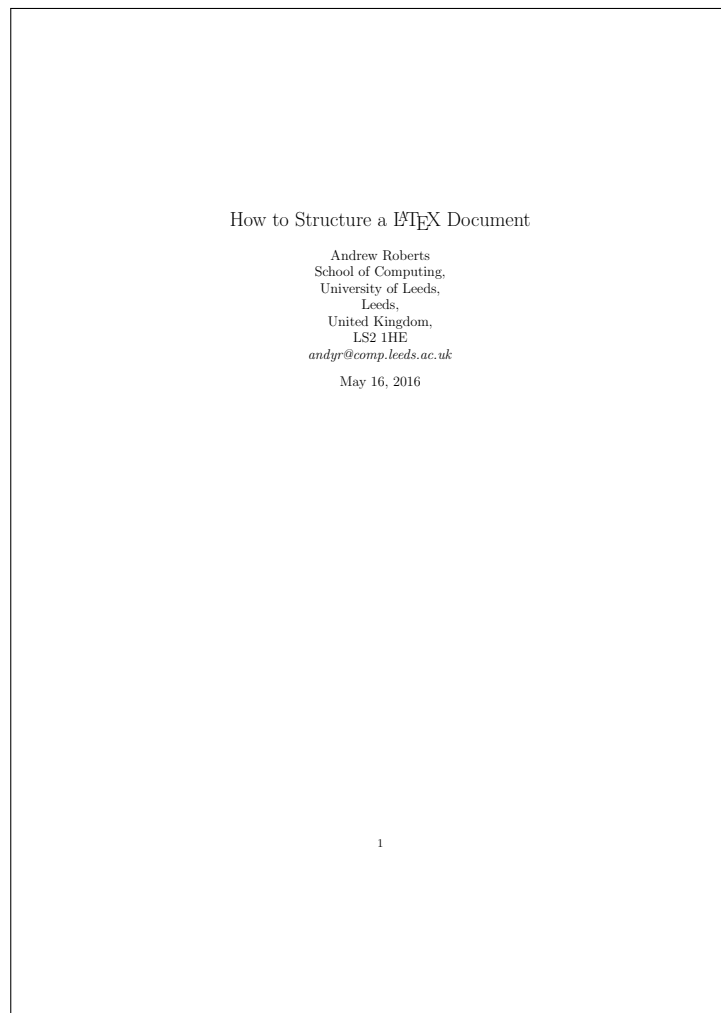 How to Structure a LATEX Document
Andrew Roberts
School of Computing,
University of Leeds,
Leeds,
United Kingdom,
LS2 1HE
andyr@comp.leeds.ac.uk
May 16, 2016
1